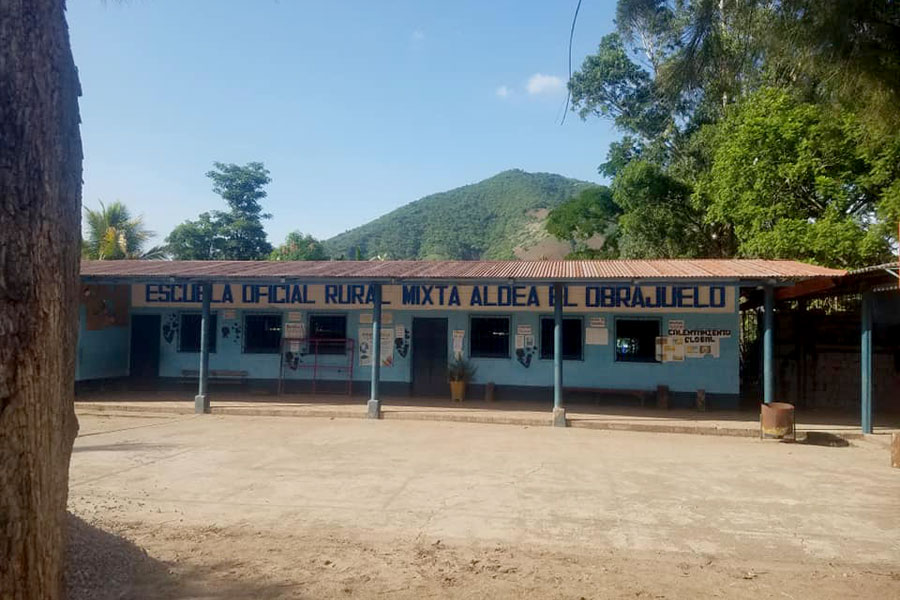 ESCUELA OFICIAL RURAL MIXTA ALDEA EL OBRAJUELO
CALENTAMIENTO
GLOBAL